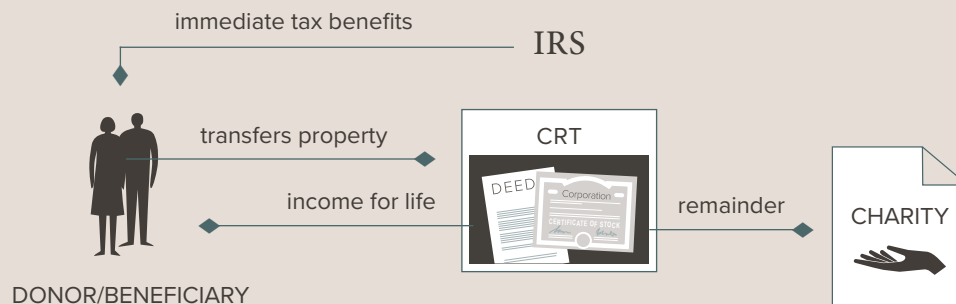 immediate tax benefits
IRS
transfers property
CRT
DEED
Corporation
CERTIFICATE OF STOCK
income for life
remainder
CHARITY
DONOR/BENEFICIARY